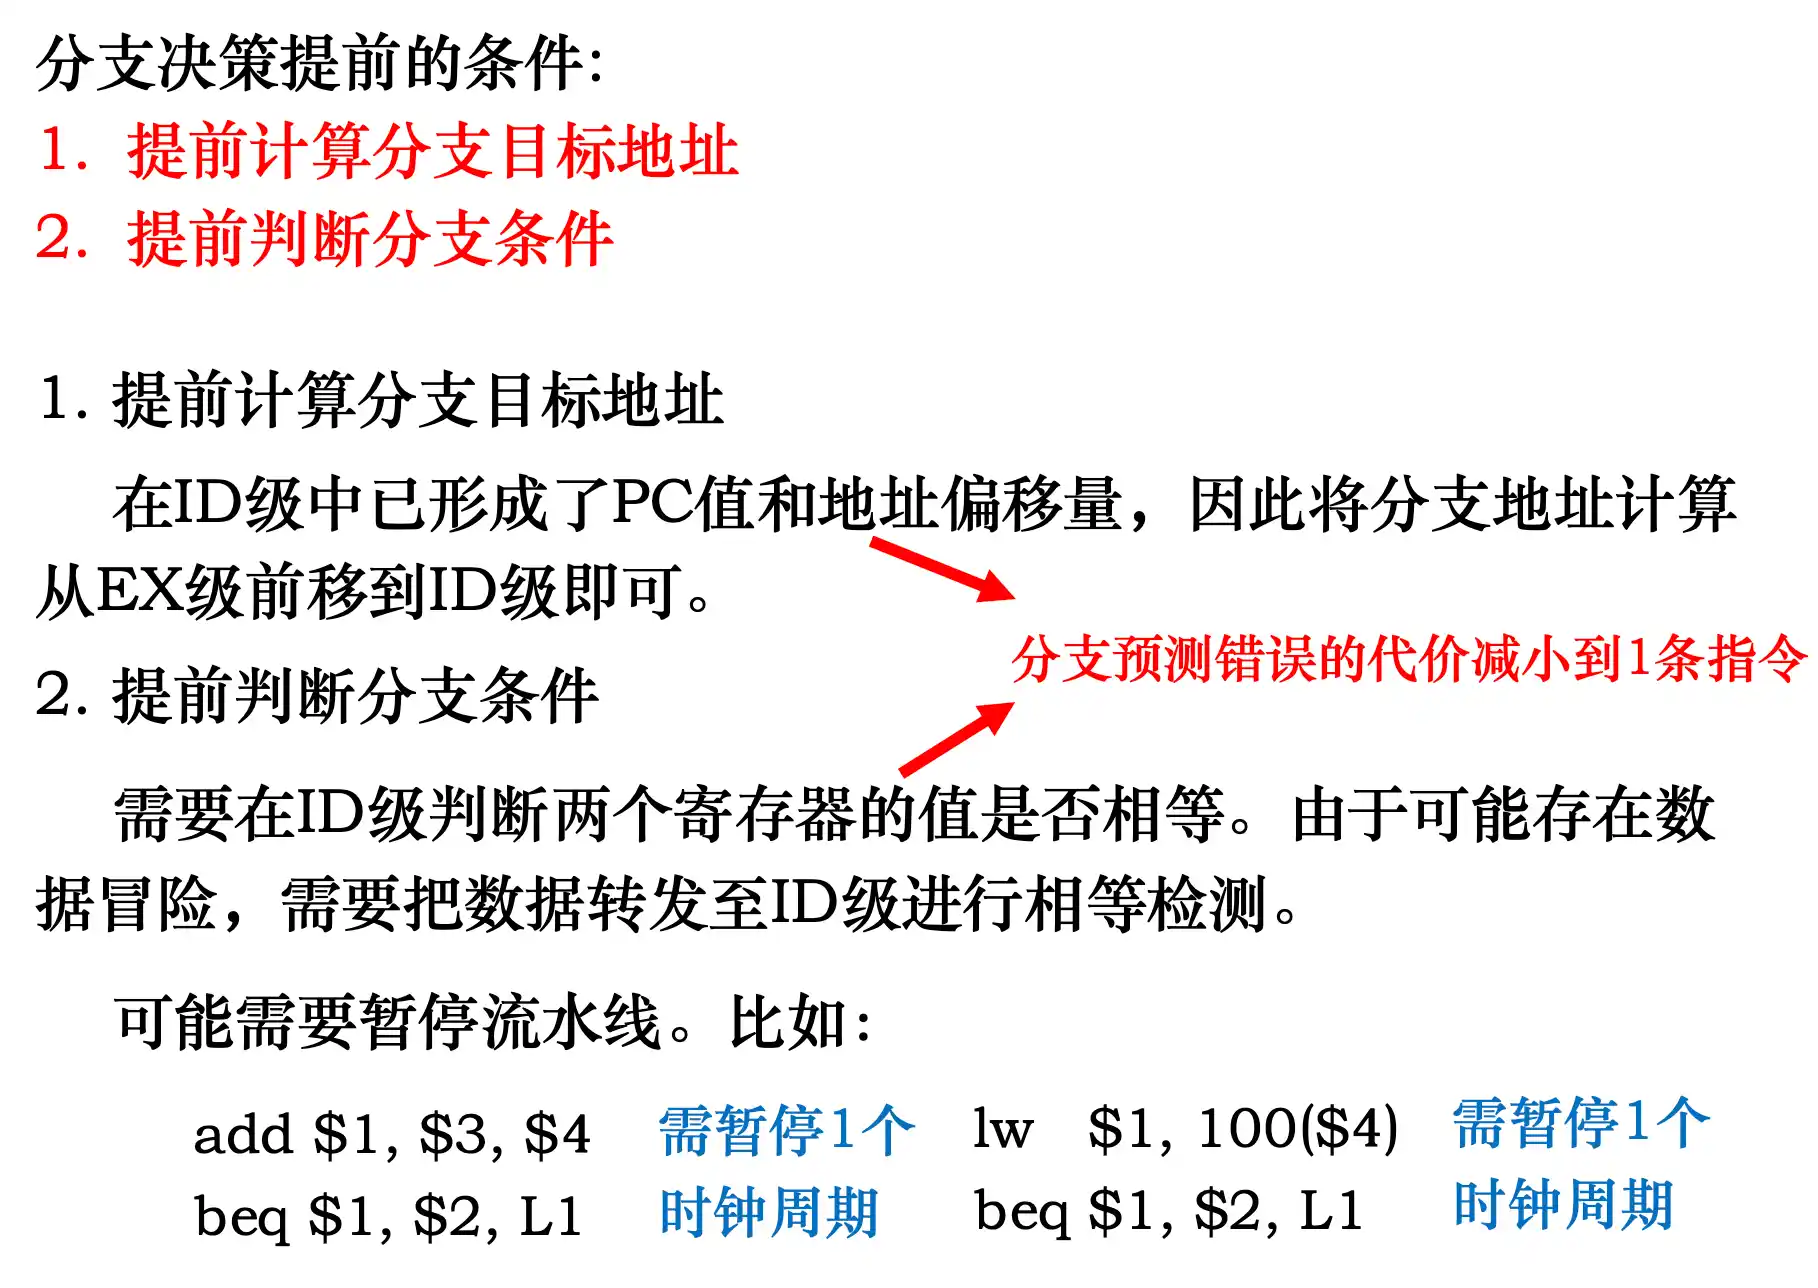 分支决策提前的条件：
1. 提前计算分支目标地址
2. 提前判断分支条件
1. 提前计算分支目标地址
在ID级中已形成了PC值和地址偏移量，因此将分支地址计算
从EX级前移到ID级即可。
分支预测错误的代价减小到1条指令
2. 提前判断分支条件
需要在ID级判断两个寄存器的值是否相等。由于可能存在数
据冒险，需要把数据转发至ID级进行相等检测。
可能需要暂停流水线。比如：
add $1, $3, $4
beq $1, $2, L1
需暂停1个
时钟周期
lw $1, 100($4)
beq $1, $2, L1
需暂停1个
时钟周期